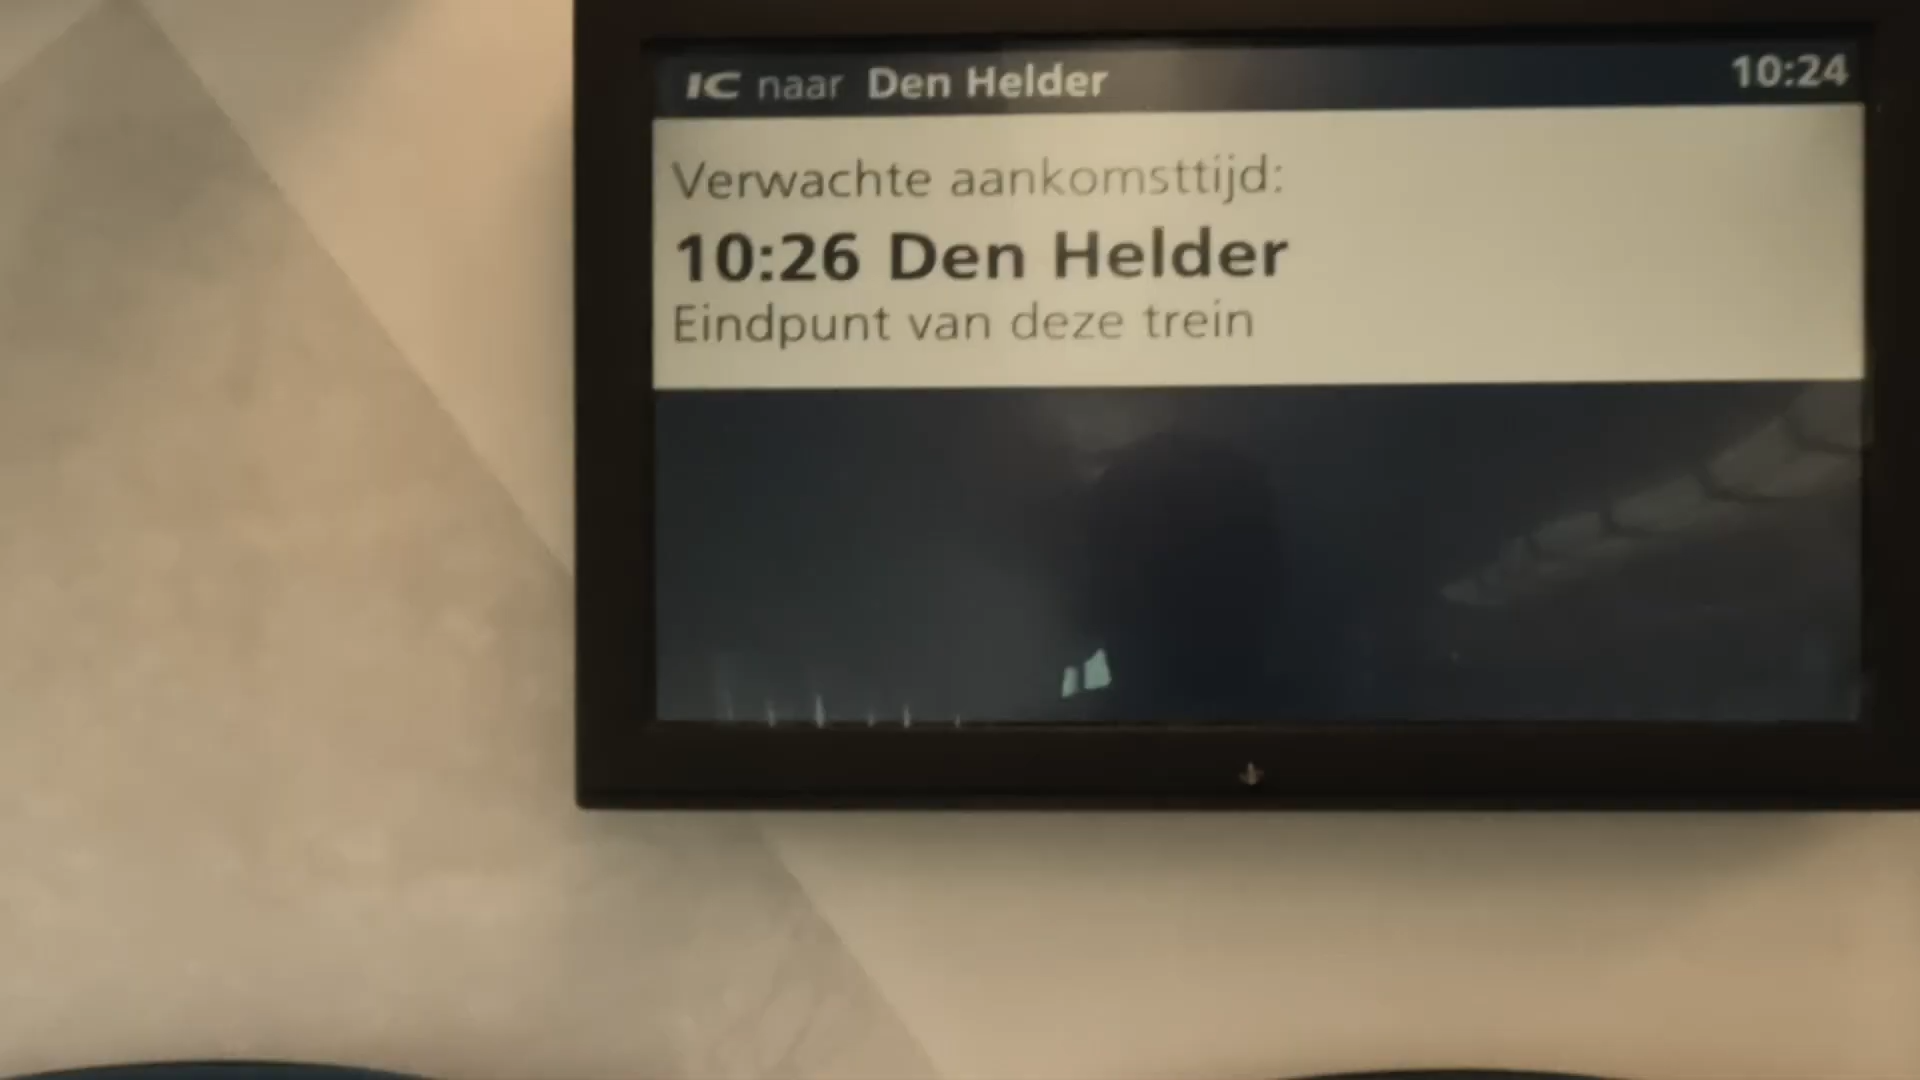 IC naar Den Helder 10:24
Verwachte aankomsttijd:
10:26 Den Helder
Eindpunt van deze trein